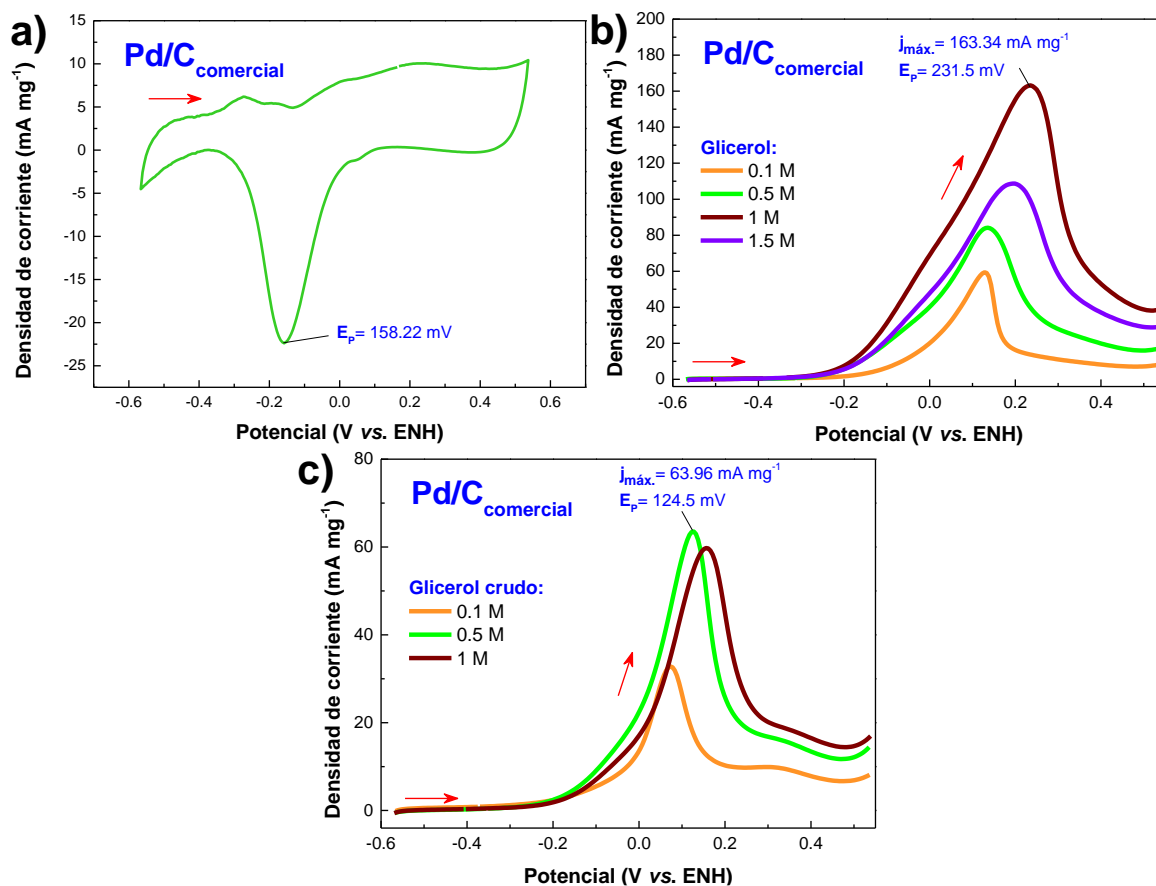 a)
Pd/C comercial
Densidad de corriente (mA mg-1)
15
10
5
0
-5
-10
-15
-20
-25
EP= 158.22 mV
-0.6 -0.4 -0.2 0.0 0.2 0.4 0.6
Potencial (V vs. ENH)
b)
Pd/Ccomercial
jmáx.= 163.34 mA mg-1
EP= 231.5 mV
Glicerol:
0.1 M
0.5 M
1 M
1.5 M
Densidad de corriente (mA mg-1)
200
180
160
140
120
100
80
60
40
20
0
-0.6 -0.4 -0.2 0.0 0.2 0.4
Potencial (V vs. ENH)
c)
Pd/Ccomercial
jmáx.= 63.96 mA mg-1
EP= 124.5 mV
Glicerol crudo:
0.1 M
0.5 M
1 M
Densidad de corriente (mA mg-1)
80
60
40
20
0
-0.6 -0.4 -0.2 0.0 0.2 0.4
Potencial (V vs. ENH)